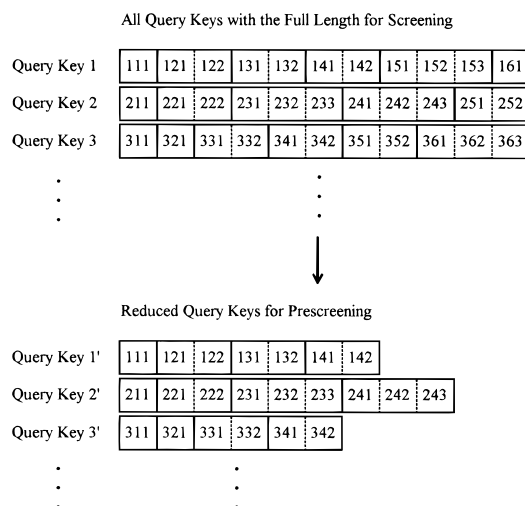 All Query Keys with the Full Length for Screening
Query Key 1 111 121 122 131 132 141 142 151 152 153 161
Query Key 2 211 221 222 231 232 233 241 242 243 251 252
Query Key 3 311 321 331 332 341 342 351 352 361 362 363
Reduced Query Keys for Prescreening
Query Key 1' 111 121 122 131 132 141 142
Query Key 2' 211 221 222 231 232 233 241 242 243
Query Key 3' 311 321 331 332 341 342